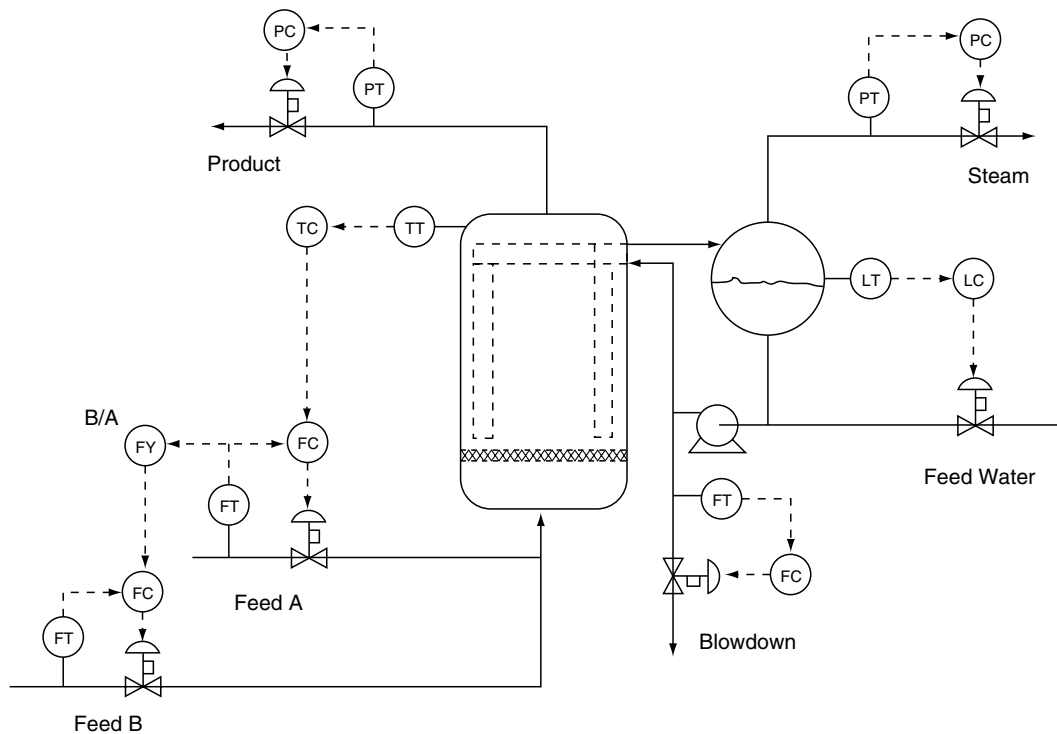 PC
PC
PT
PT
Product
Steam
TC
TT
LT
LC
B/A
FY
FC
Feed Water
FT
FT
FC
FC
Feed A
FT
Blowdown
Feed B